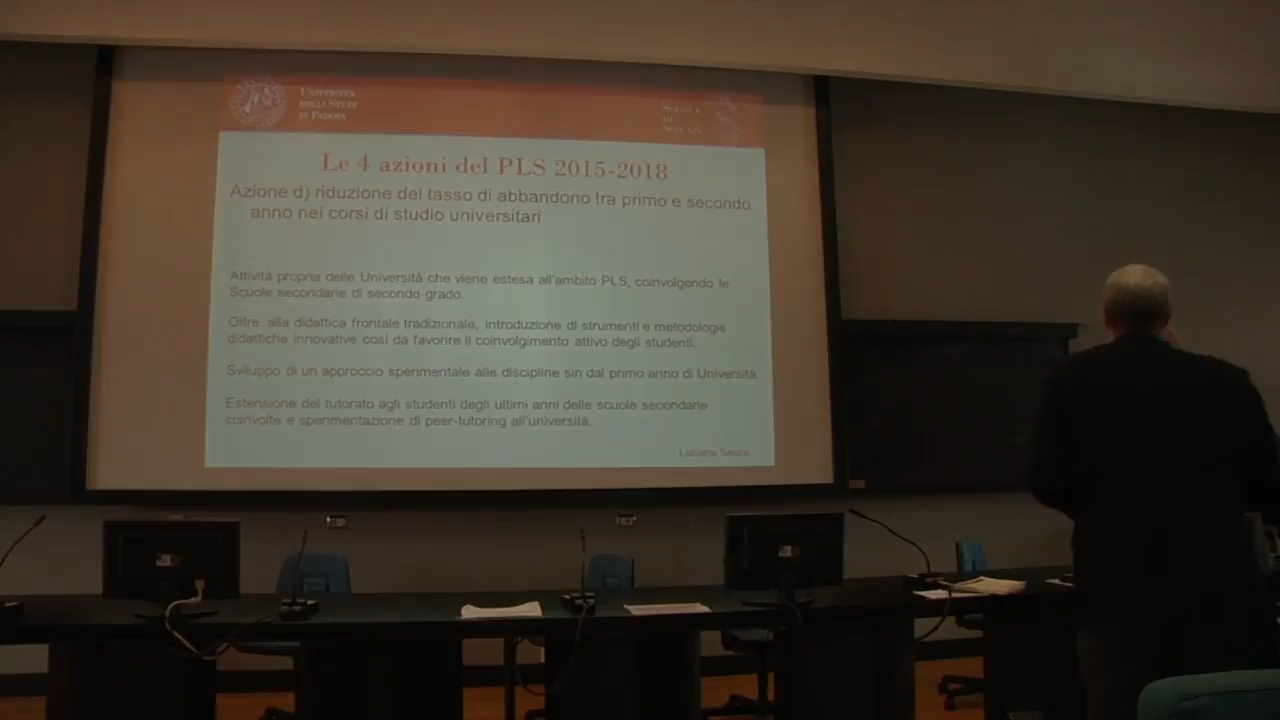 UNIVERSITÀ
DEGLI STUDI
DI PADOVA
SCUOLA
DI
SCIENZE
Le 4 azioni del PLS 2015-2018
Azione d) riduzione del tasso di abbandono tra primo e secondo
anno nei corsi di studio universitari
Attività propria delle Università che viene estesa all'ambito PLS, coinvolgendo le
Scuole secondarie di secondo grado.
Oltre alla didattica frontale tradizionale, introduzione di strumenti e metodologie
didattiche innovative così da favorire il coinvolgimento attivo degli studenti.
Sviluppo di un approccio sperimentale alle discipline sin dal primo anno di Università.
Estensione del tutorato agli studenti degli ultimi anni delle scuole secondarie
coinvolte e sperimentazione di peer-tutoring all'università.